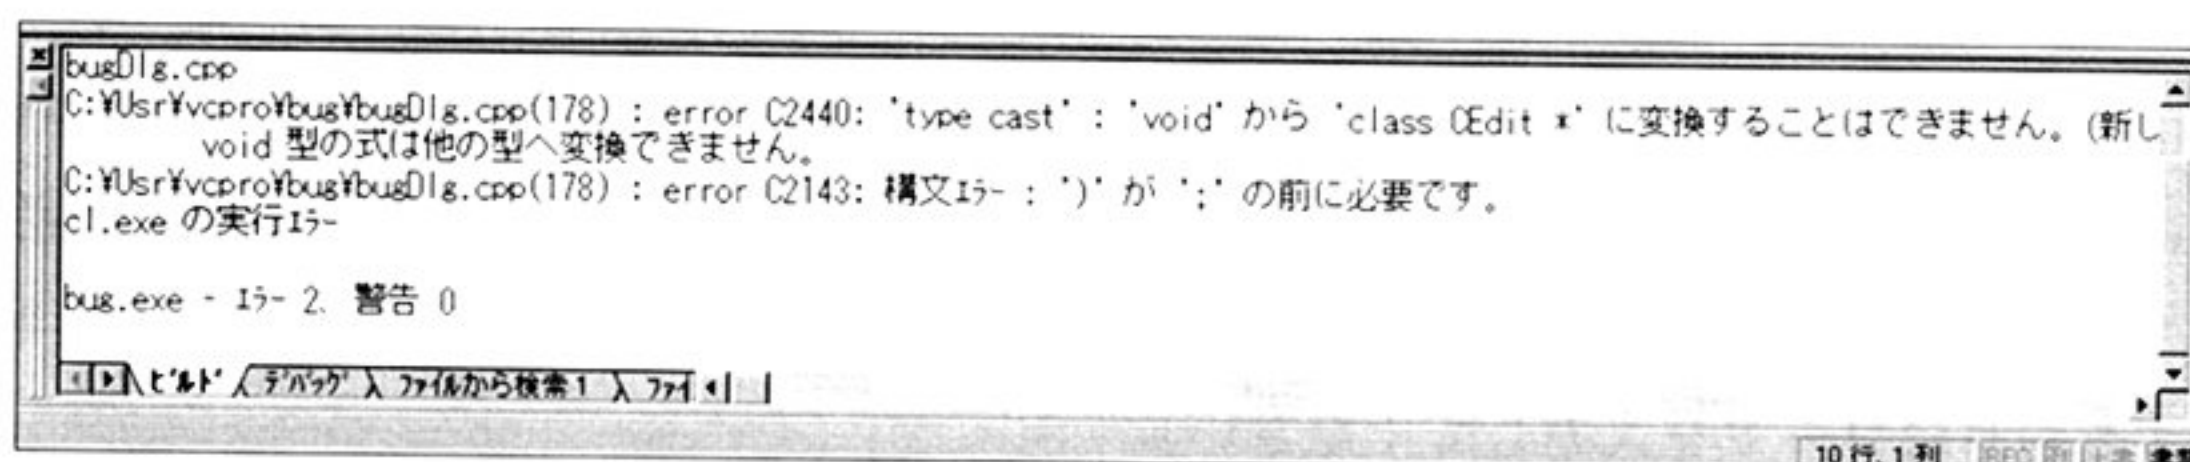 bugDlg.cpp
C:¥Usr¥vcpro¥bug¥bugDlg.cpp(178) : error C2440: 'type cast' : 'void' から 'class CEdit *' に変換することはできません。(新し
void 型の式は他の型へ変換できません。
C:¥Usr¥vcpro¥bug¥bugDlg.cpp(178) : error C2143: 構文ｴﾗｰ : ')' が ';' の前に必要です。
cl.exe の実行ｴﾗｰ
bug.exe - ｴﾗｰ 2、警告 0
ﾋﾞﾙﾄﾞ ﾃﾞﾊﾞｯｸﾞ ﾌｧｲﾙから検索 1 ﾌｧｲ
10 行, 1 列 REC 列 上書